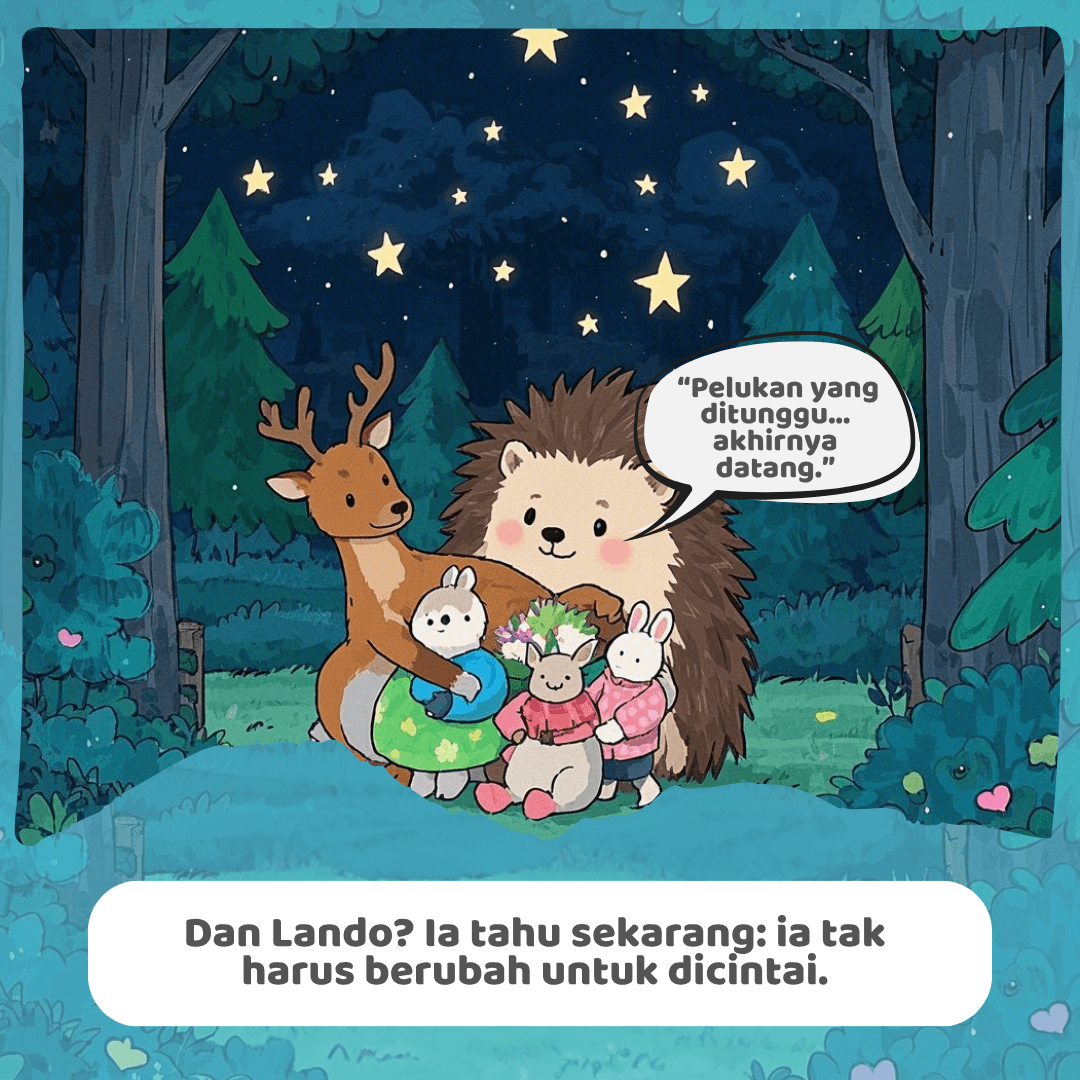 “Pelukan yang
ditunggu...
akhirnya
datang.”
Dan Lando? Ia tahu sekarang: ia tak
harus berubah untuk dicintai.